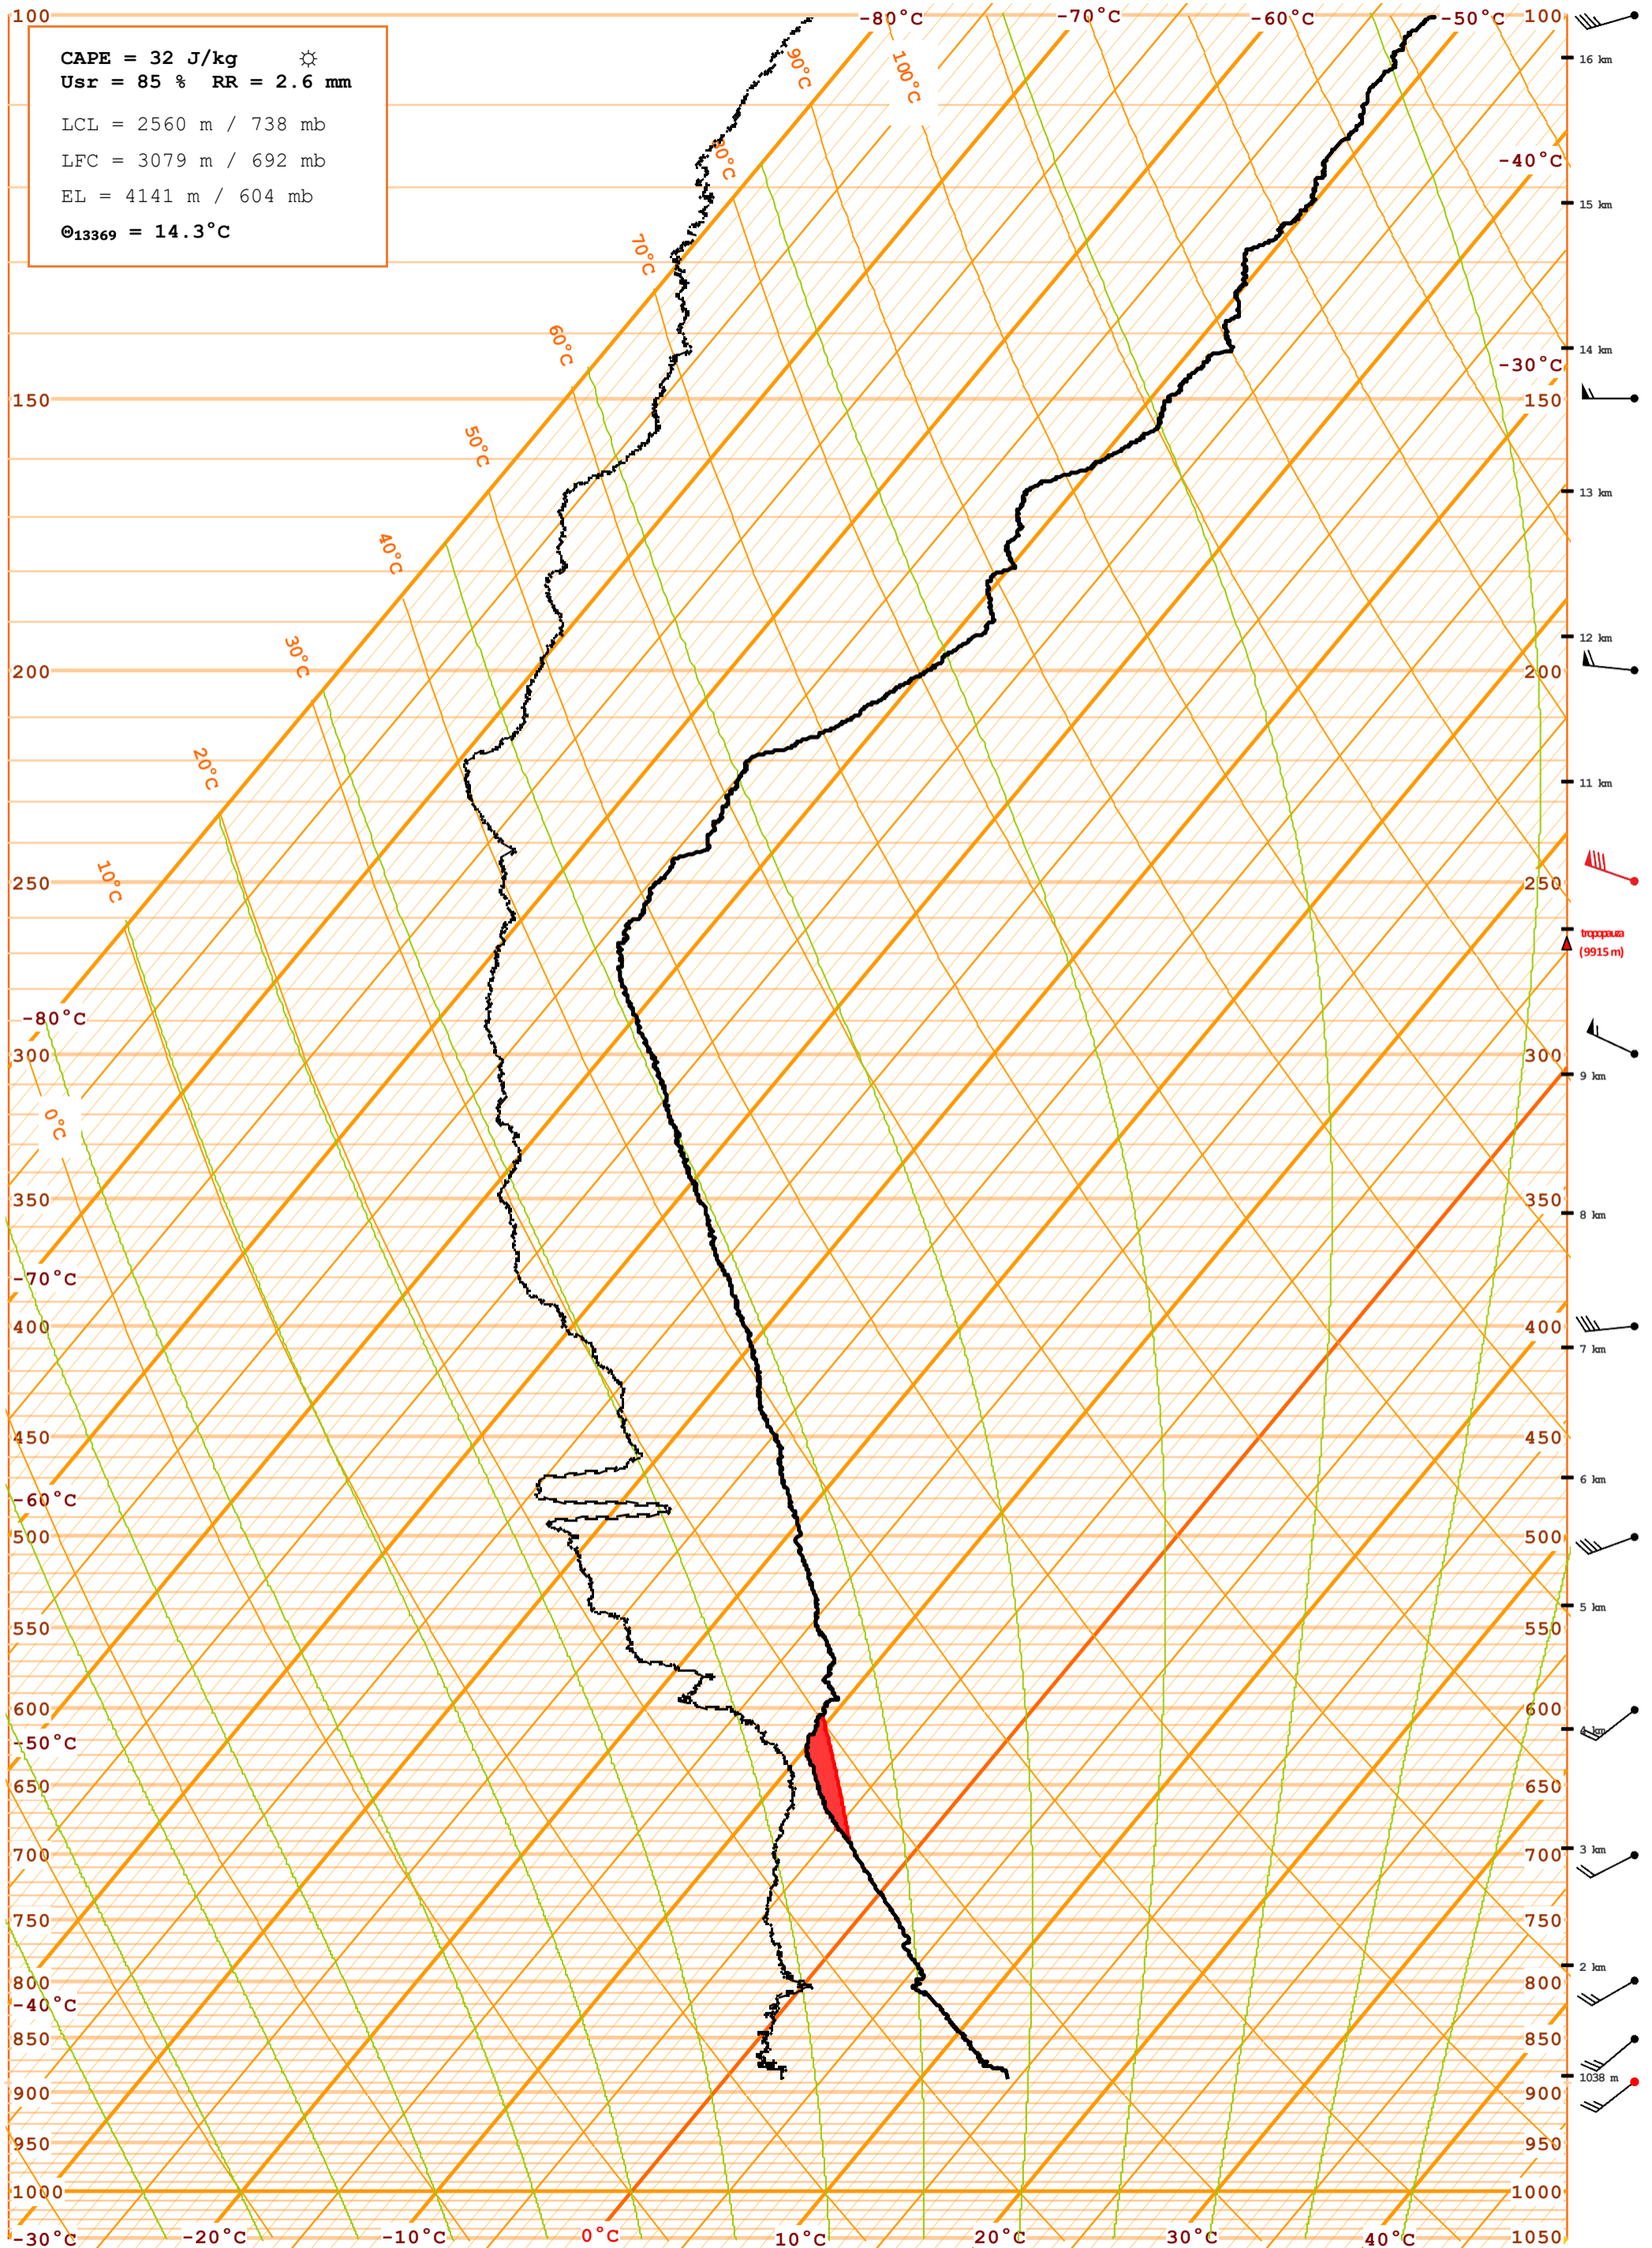 100 -80°C -70°C -60°C -50°C 100
CAPE = 32 J/kg ☼
Usr = 85 % RR = 2.6 mm
LCL = 2560 m / 738 mb
LFC = 3079 m / 692 mb
EL = 4141 m / 604 mb
Θ13369 = 14.3°C
90°C 100°C
16 km
80°C
-40°C
15 km
70°C
60°C
14 km
-30°C
150 150
50°C
13 km
40°C
12 km
30°C
200 200
20°C
11 km
10°C
250 250
tropopauza
(9915 m)
-80°C
300 300
9 km
0°C
350 350
8 km
-70°C
400 400
7 km
450 450
6 km
-60°C
500 500
5 km
550 550
600 600
4 km
-50°C
650 650
3 km
700 700
750 750
2 km
800 800
-40°C
850 850
1038 m
900 900
950 950
1000 1000
-30°C -20°C -10°C 0°C 10°C 20°C 30°C 40°C 1050